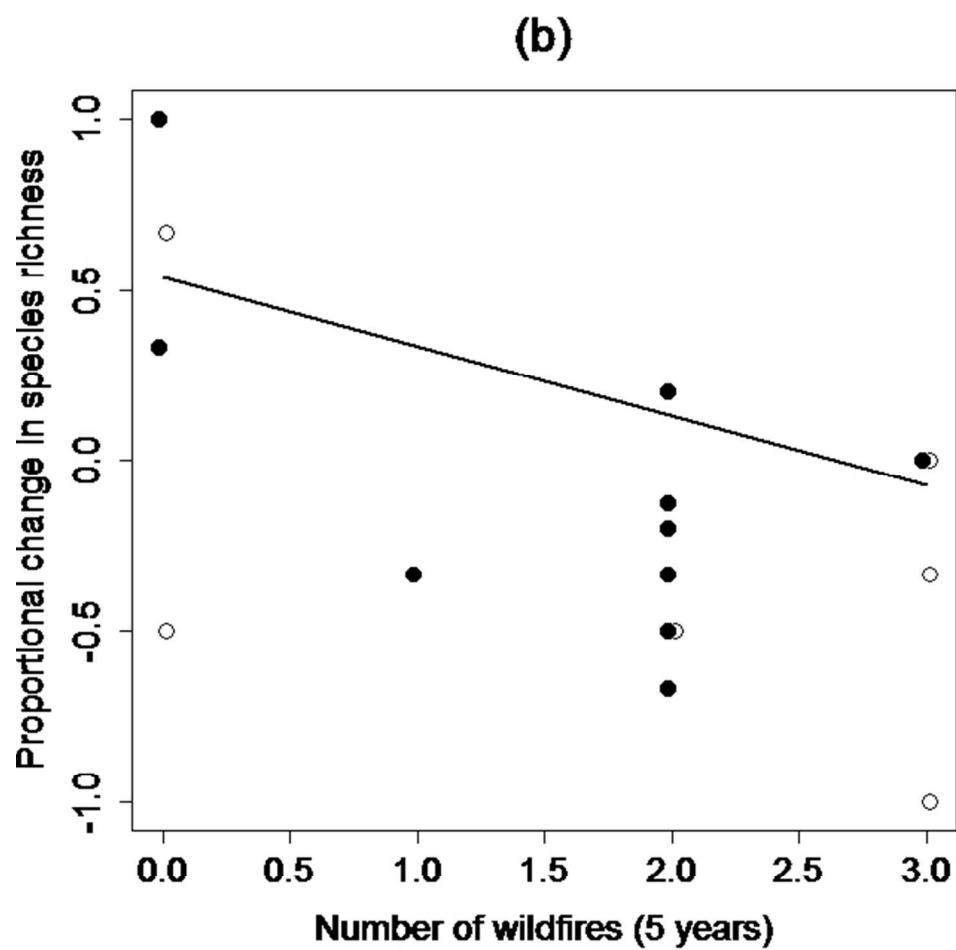 (b)
Proportional change in species richness
1.0
0.5
0.0
-0.5
-1.0
0.0 0.5 1.0 1.5 2.0 2.5 3.0
Number of wildfires (5 years)